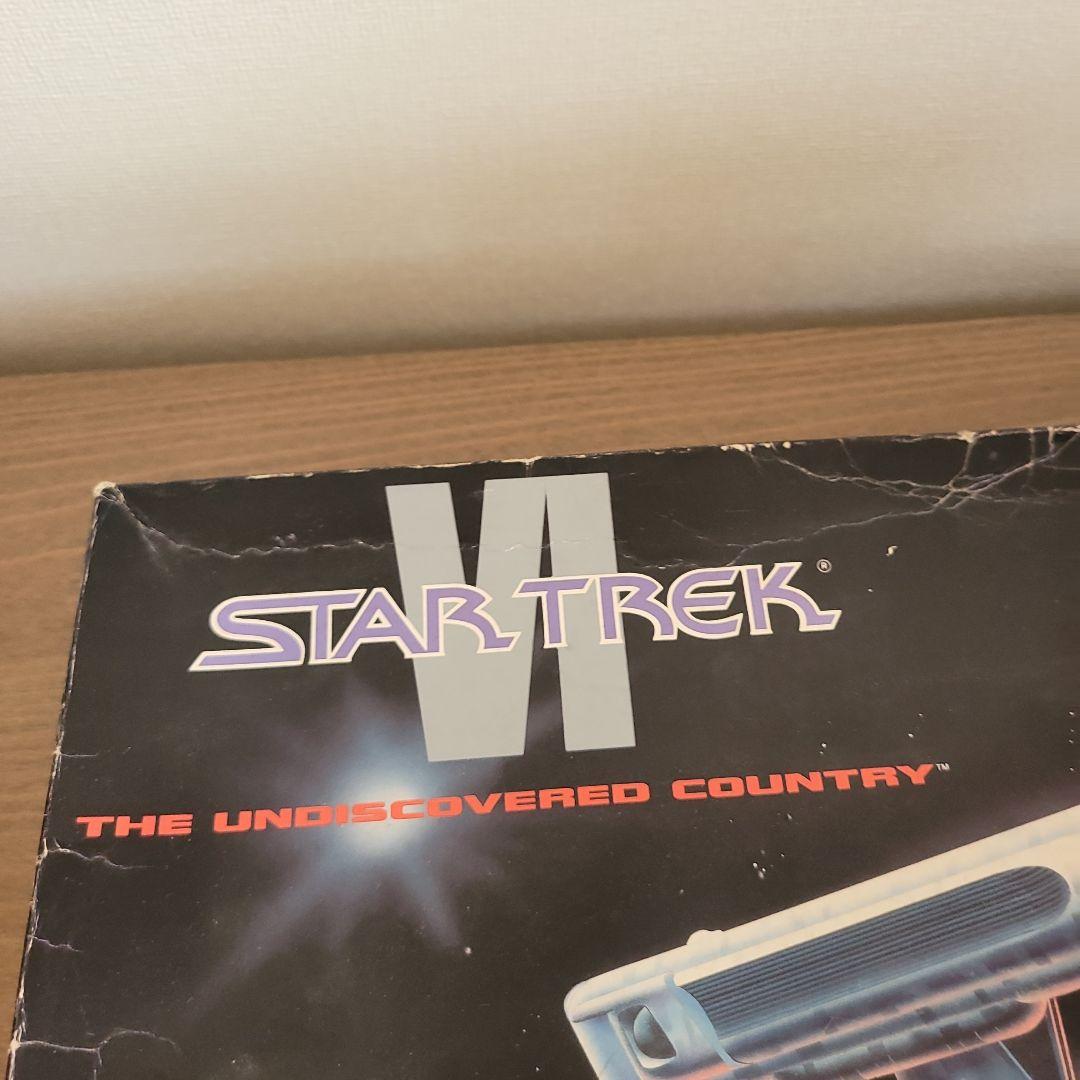 VI
STAR TREK®
THE UNDISCOVERED COUNTRY™